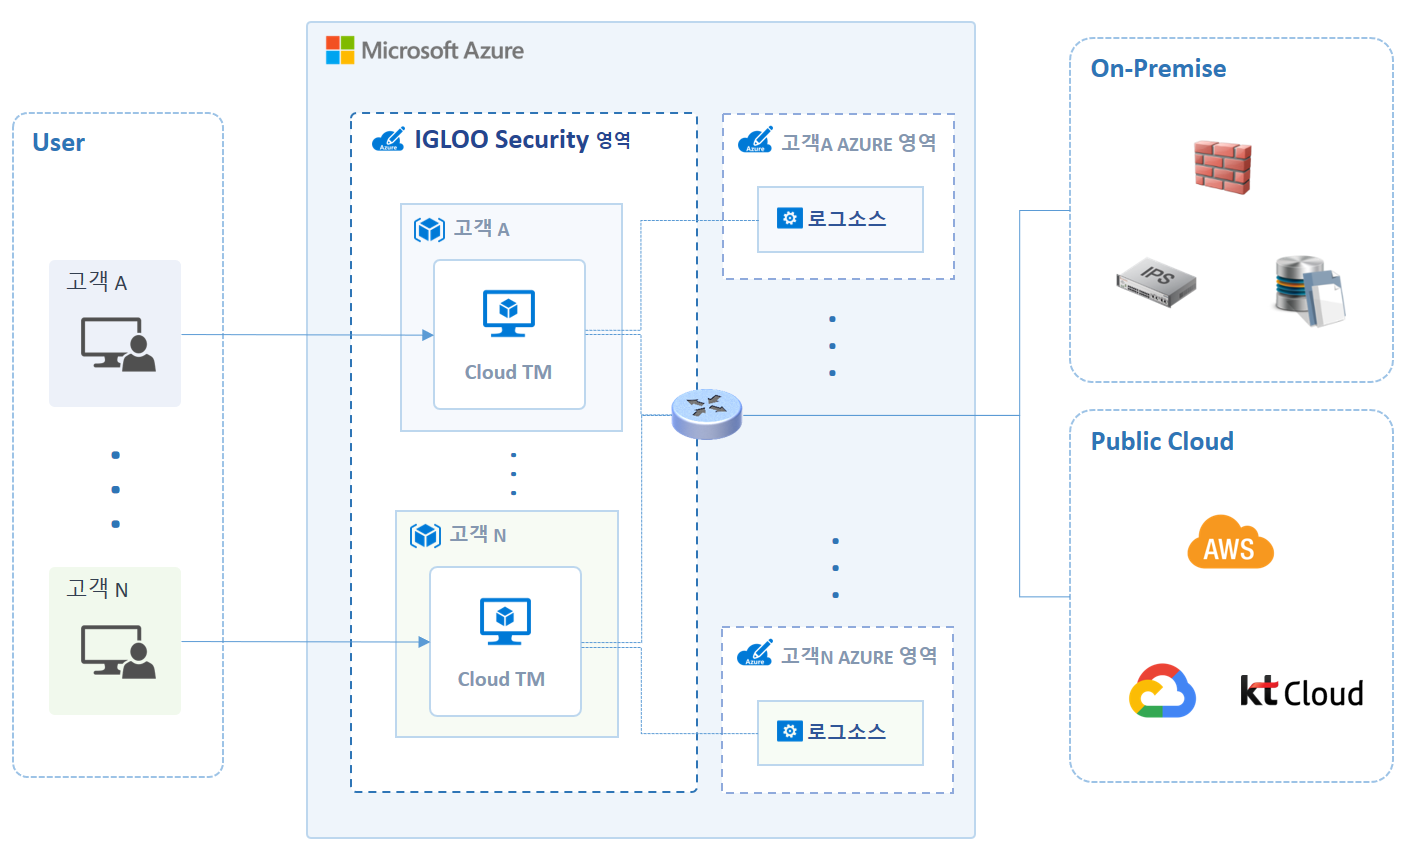 User
고객 A
고객 N
Microsoft Azure
Azure
IGLOO Security 영역
고객 A
Cloud TM
고객 N
Cloud TM
Azure
고객A AZURE 영역
로그소스
Azure
고객N AZURE 영역
로그소스
On-Premise
IPS
Public Cloud
AWS
kt Cloud